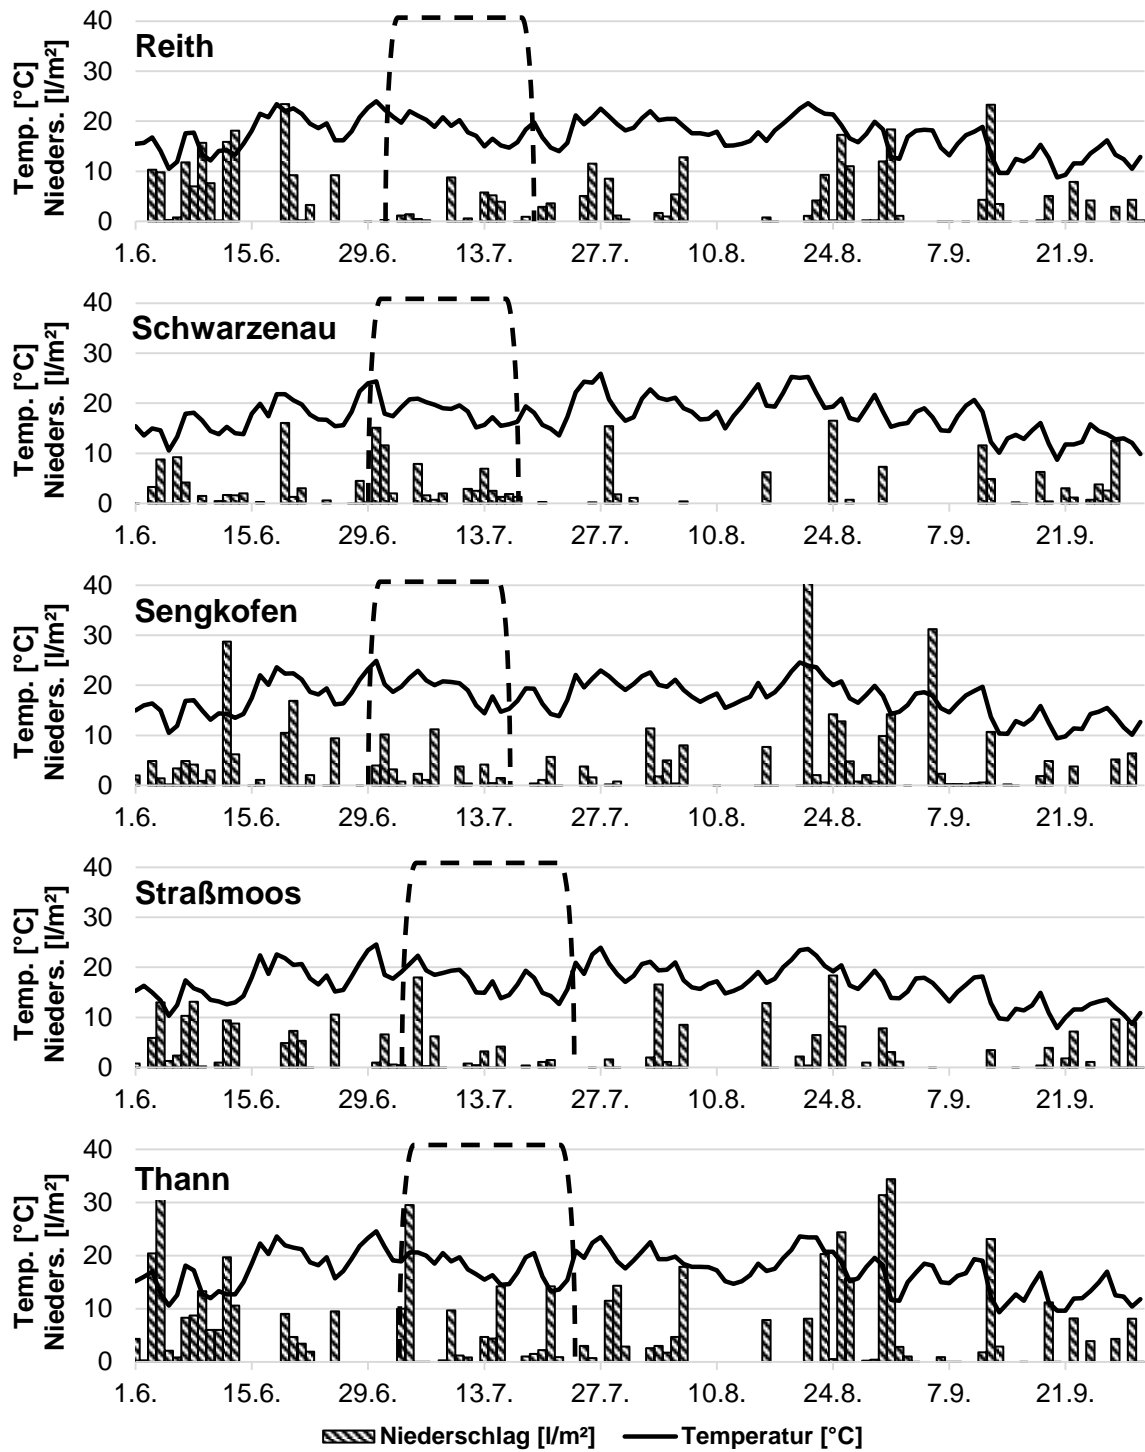 Reith
Temp. [°C]
Nieders. [l/m²]
40
30
20
10
0
1.6. 15.6. 29.6. 13.7. 27.7. 10.8. 24.8. 7.9. 21.9.
Schwarzenau
Temp. [°C]
Nieders. [l/m²]
40
30
20
10
0
1.6. 15.6. 29.6. 13.7. 27.7. 10.8. 24.8. 7.9. 21.9.
Sengkofen
Temp. [°C]
Nieders. [l/m²]
40
30
20
10
0
1.6. 15.6. 29.6. 13.7. 27.7. 10.8. 24.8. 7.9. 21.9.
Straßmoos
Temp. [°C]
Nieders. [l/m²]
40
30
20
10
0
1.6. 15.6. 29.6. 13.7. 27.7. 10.8. 24.8. 7.9. 21.9.
Thann
Temp. [°C]
Nieders. [l/m²]
40
30
20
10
0
1.6. 15.6. 29.6. 13.7. 27.7. 10.8. 24.8. 7.9. 21.9.
Niederschlag [l/m²] Temperatur [°C]